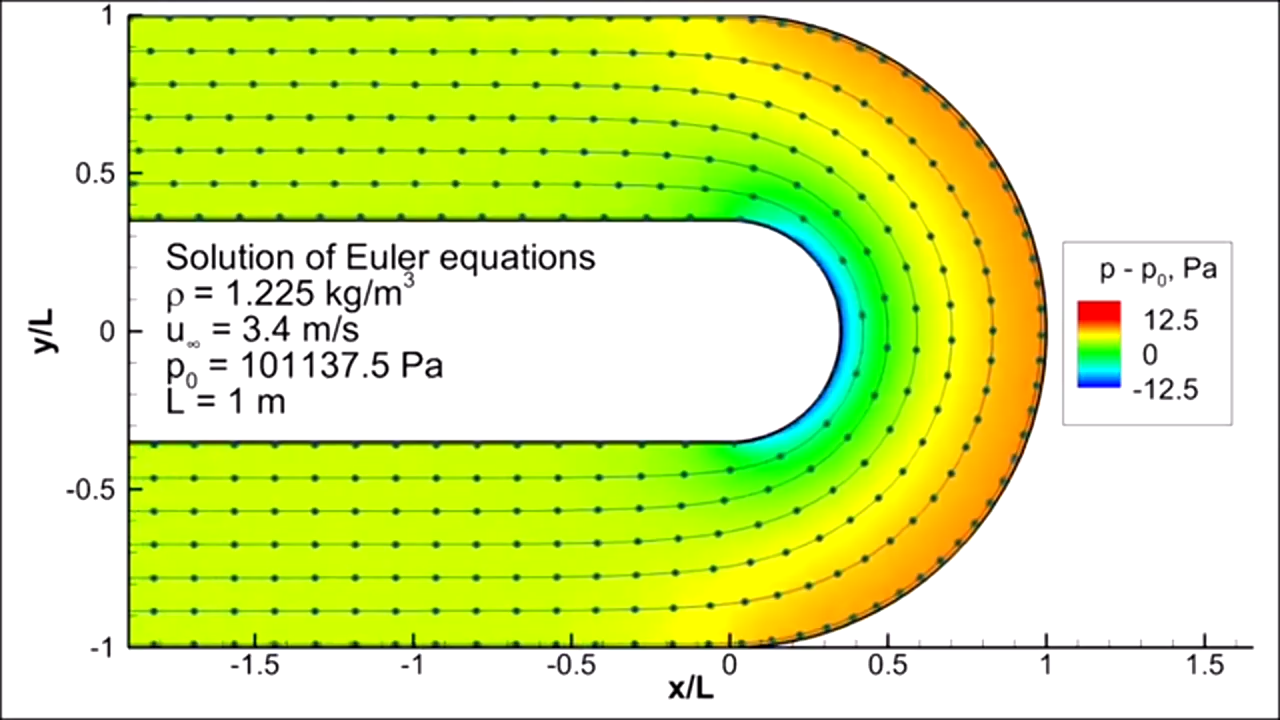 1
0.5
0
-0.5
-1
y/L
Solution of Euler equations
ρ = 1.225 kg/m³
u∞ = 3.4 m/s
p₀ = 101137.5 Pa
L = 1 m
p - p₀, Pa
12.5
0
-12.5
-1.5 -1 -0.5 0 0.5 1 1.5
x/L